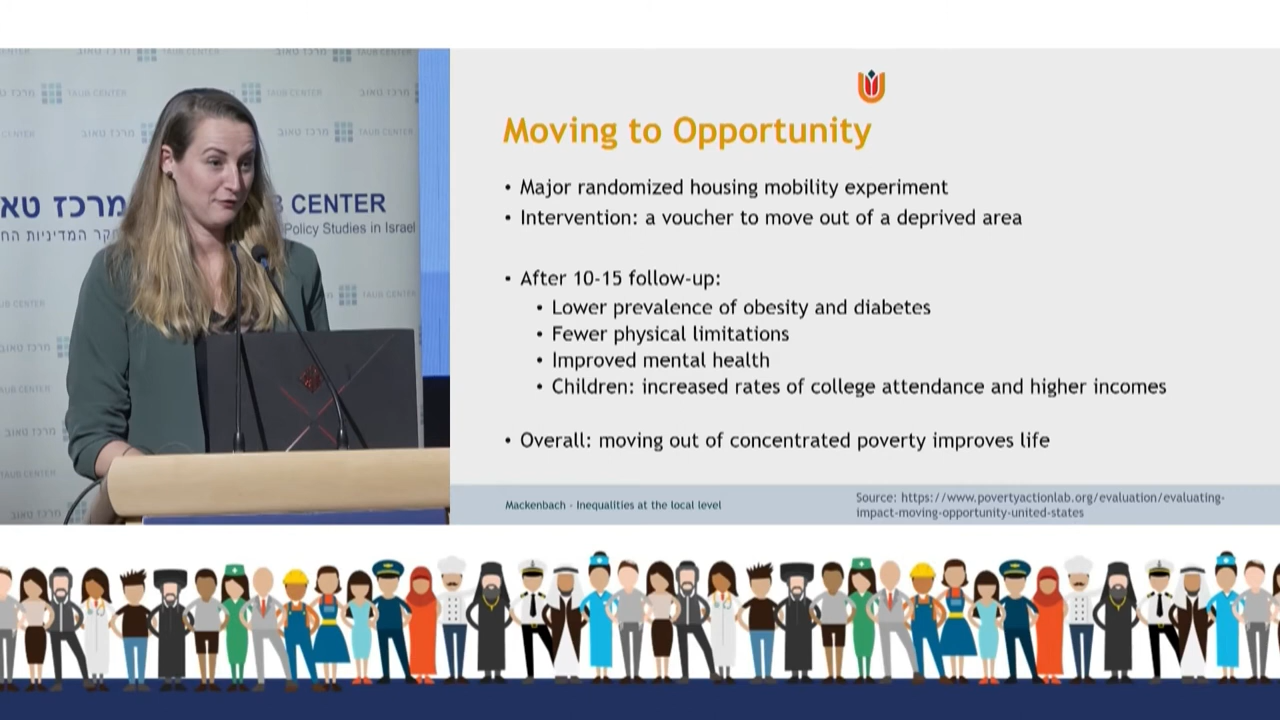 מרכז טאו
CENTER
Policy Studies in Israel
TAUB CENTER
מרכז טאוב
Moving to Opportunity
• Major randomized housing mobility experiment
• Intervention: a voucher to move out of a deprived area
• After 10-15 follow-up:
• Lower prevalence of obesity and diabetes
• Fewer physical limitations
• Improved mental health
• Children: increased rates of college attendance and higher incomes
• Overall: moving out of concentrated poverty improves life
Mackenbach - Inequalities at the local level
Source: https://www.povertyactionlab.org/evaluation/evaluating-
impact-moving-opportunity-united-states